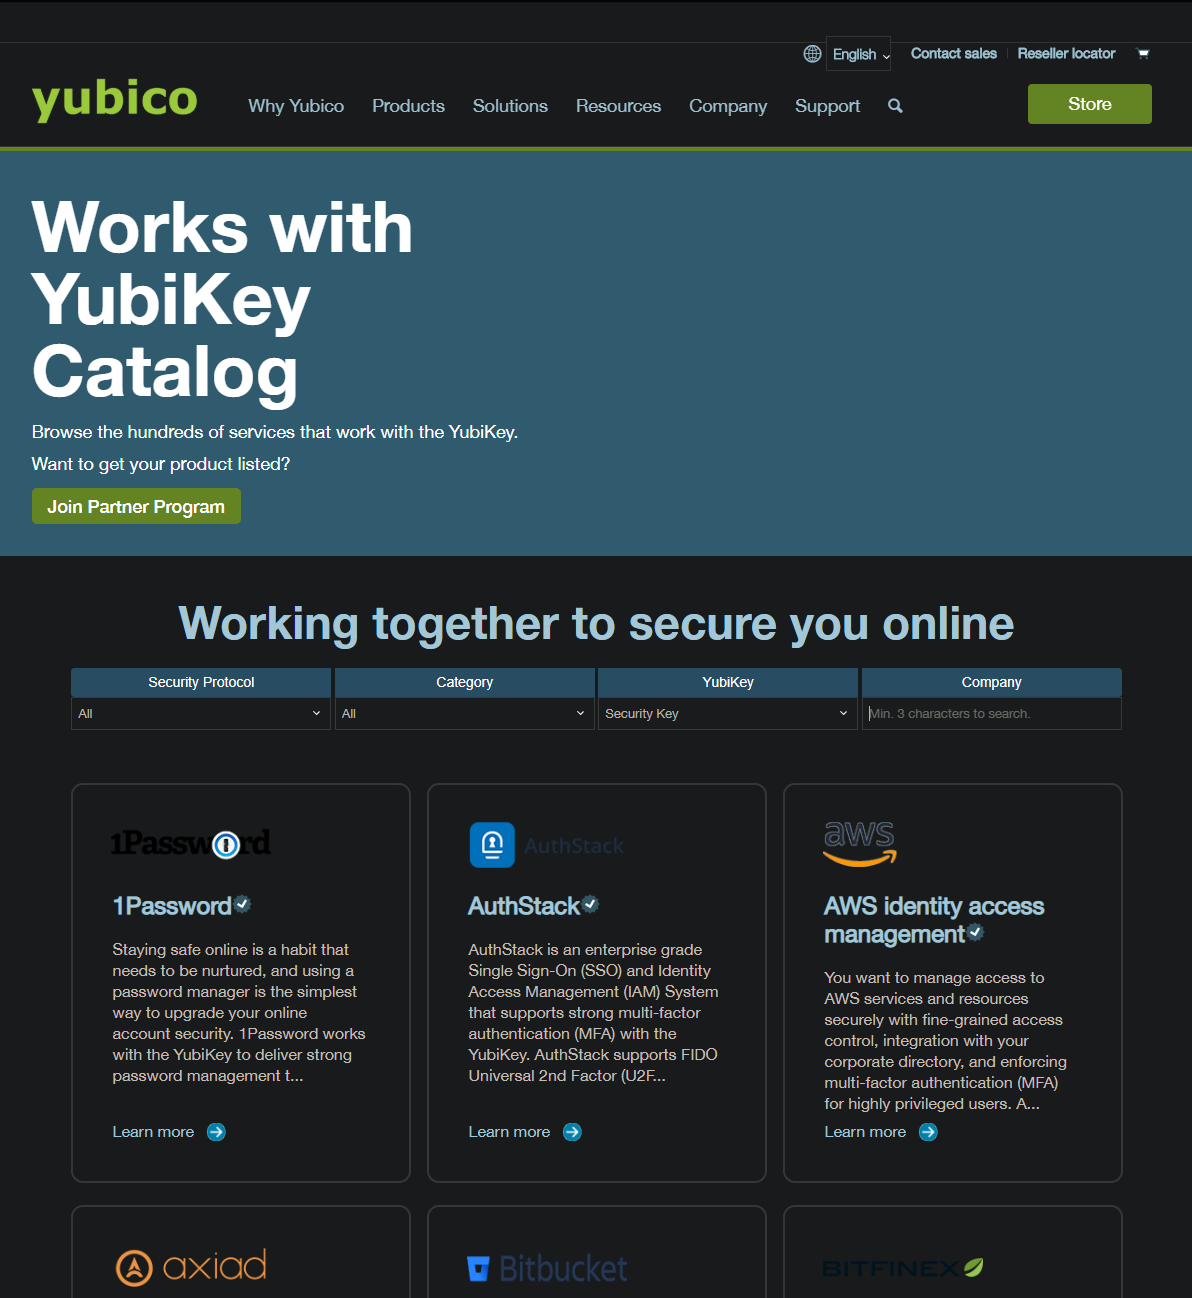 English
Contact sales
Reseller locator
yubico
Why Yubico
Products
Solutions
Resources
Company
Support
Store
Works with
YubiKey
Catalog
Browse the hundreds of services that work with the YubiKey.
Want to get your product listed?
Join Partner Program
Working together to secure you online
Security Protocol
Category
YubiKey
Company
All
All
Security Key
Min. 3 characters to search.
1Password
1Password
Staying safe online is a habit that
needs to be nurtured, and using a
password manager is the simplest
way to upgrade your online
account security. 1Password works
with the YubiKey to deliver strong
password management t...
Learn more
AuthStack
AuthStack
AuthStack is an enterprise grade
Single Sign-On (SSO) and Identity
Access Management (IAM) System
that supports strong multi-factor
authentication (MFA) with the
YubiKey. AuthStack supports FIDO
Universal 2nd Factor (U2F...
Learn more
aws
AWS identity access
management
You want to manage access to
AWS services and resources
securely with fine-grained access
control, integration with your
corporate directory, and enforcing
multi-factor authentication (MFA)
for highly privileged users. A...
Learn more
axiad
Bitbucket
BITFINEX